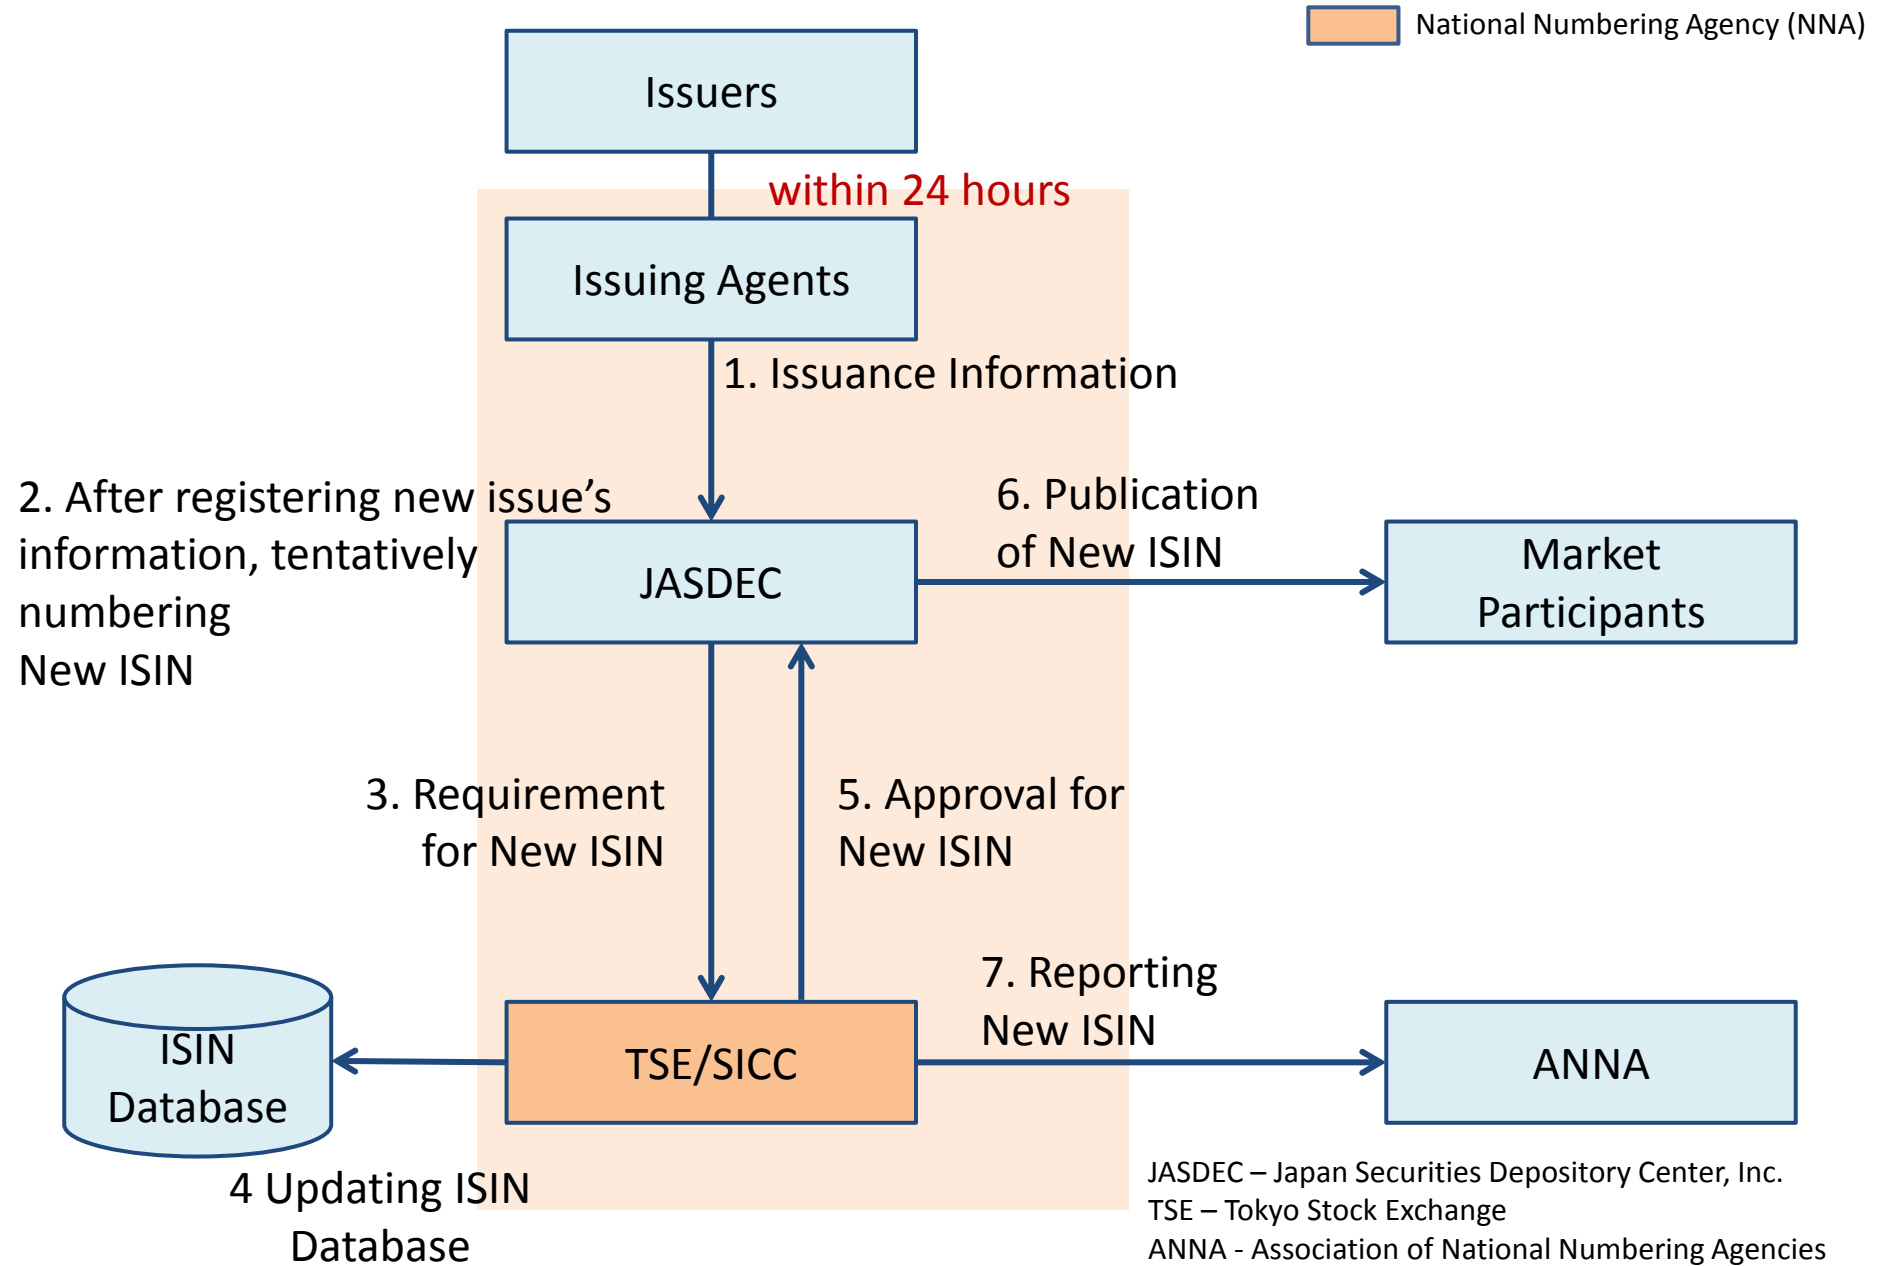 National Numbering Agency (NNA)
Issuers
within 24 hours
Issuing Agents
1. Issuance Information
2. After registering new issue’s
information, tentatively
numbering
New ISIN
JASDEC
6. Publication
of New ISIN
Market
Participants
3. Requirement
for New ISIN
5. Approval for
New ISIN
ISIN
Database
TSE/SICC
7. Reporting
New ISIN
ANNA
4 Updating ISIN
Database
JASDEC – Japan Securities Depository Center, Inc.
TSE – Tokyo Stock Exchange
ANNA - Association of National Numbering Agencies